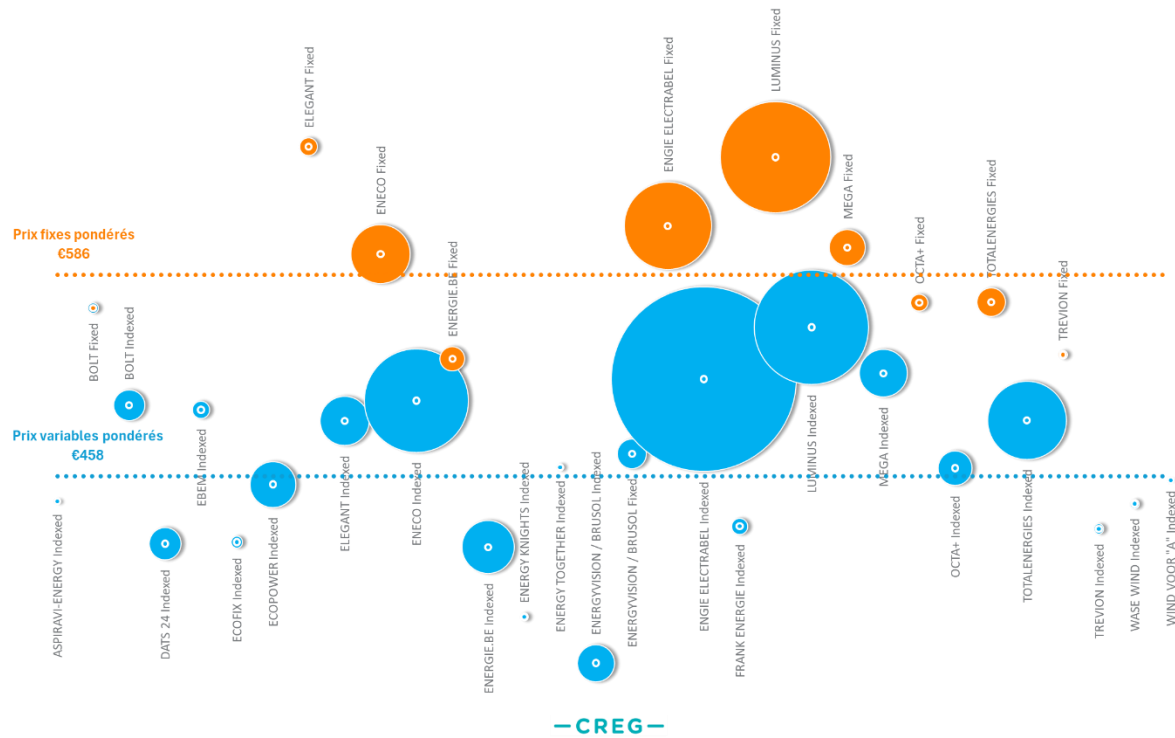 ELEGANT Fixed
ENECO Fixed
ENGIE ELECTRABEL Fixed
LUMINUS Fixed
MEGA Fixed
OCTA+ Fixed
TOTALENERGIES Fixed
Prix fixes pondérés
€586
ENERGIE.BE Fixed
TREVION Fixed
BOLT Fixed
BOLT Indexed
Prix variables pondérés
€458
ASPIRAVI-ENERGY Indexed
DATS 24 Indexed
EBEM Indexed
ECOFIX Indexed
ECOPOWER Indexed
ELEGANT Indexed
ENECO Indexed
ENERGIE.BE Indexed
ENERGY KNIGHTS Indexed
ENERGY TOGETHER Indexed
ENERGYVISION / BRUSOL Indexed
ENERGYVISION / BRUSOL Fixed
ENGIE ELECTRABEL Indexed
FRANK ENERGIE Indexed
LUMINUS Indexed
MEGA Indexed
OCTA+ Indexed
TOTALENERGIES Indexed
TREVION Indexed
WASE WIND Indexed
WIND VOOR "A" Indexed
CREG